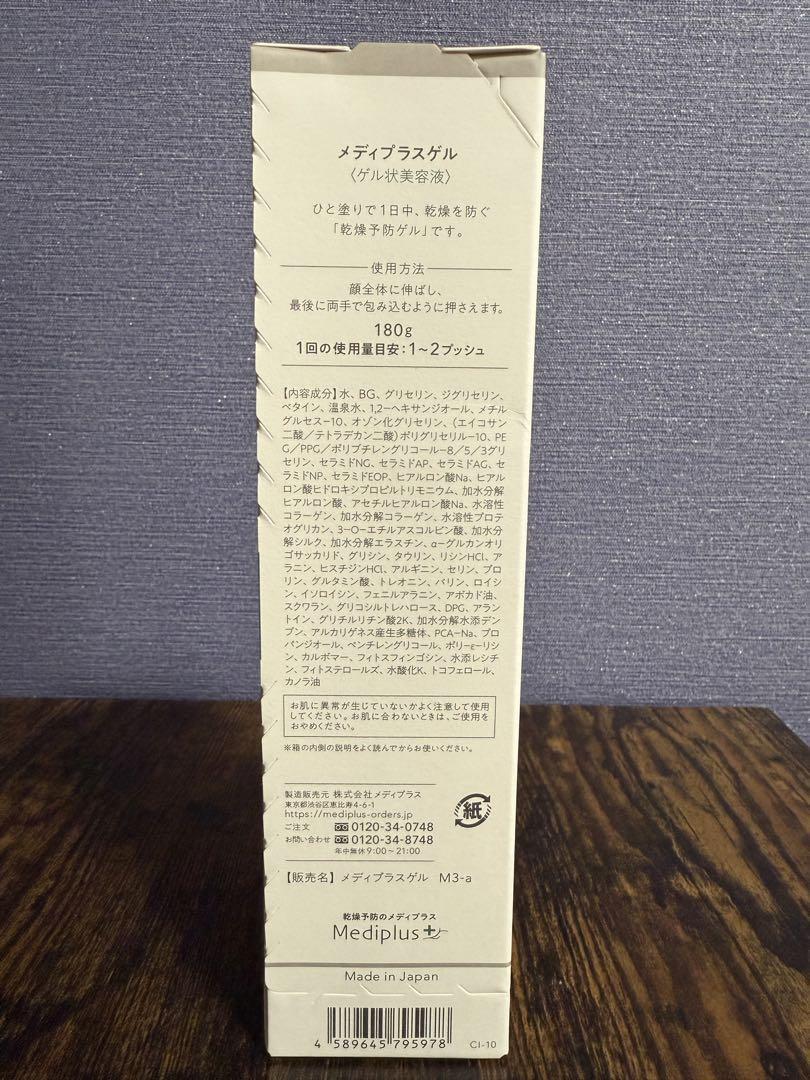 メディプラスゲル
〈ゲル状美容液〉
ひと塗りで1日中、乾燥を防ぐ
「乾燥予防ゲル」です。
使用方法
顔全体に伸ばし、
最後に両手で包み込むように押さえます。
180g
1回の使用量目安：1〜2プッシュ
【内容成分】水、BG、グリセリン、ジグリセリン、
ベタイン、温泉水、1,2-ヘキサンジオール、メチル
グルセス-10、オゾン化グリセリン、（エイコサン
二酸／テトラデカン二酸）ポリグリセリル-10、PE
G／PPG／ポリブチレングリコール-8／5／3グリ
セリン、セラミドNG、セラミドAP、セラミドAG、セ
ラミドNP、セラミドEOP、ヒアルロン酸Na、ヒアル
ロン酸ヒドロキシプロピルトリモニウム、加水分解
ヒアルロン酸、アセチルヒアルロン酸Na、水溶性
コラーゲン、加水分解コラーゲン、水溶性プロテ
オグリカン、3-O-エチルアスコルビン酸、加水分
解シルク、加水分解エラスチン、α-グルカンオリ
ゴサッカリド、グリシン、タウリン、リシンHCl、ア
ラニン、ヒスチジンHCl、アルギニン、セリン、プロ
リン、グルタミン酸、トレオニン、バリン、ロイシ
ン、イソロイシン、フェニルアラニン、アボカド油、
スクワラン、グリコシルトレハロース、DPG、アラン
トイン、グリチルリチン酸2K、加水分解水添デン
プン、アルカリゲネス産生多糖体、PCA-Na、プロ
パンジオール、ペンチレングリコール、ポリ-ε-リシ
ン、カルボマー、フィトスフィンゴシン、水添レシチ
ン、フィトステロールズ、水酸化K、トコフェロール、
カノラ油
お肌に異常が生じていないかよく注意して使用
してください。お肌に合わないときは、ご使用を
おやめください。
※箱の内側の説明をよく読んでからお使いください。
製造販売元 株式会社メディプラス
東京都渋谷区恵比寿4-6-1
https://mediplus-orders.jp
ご注文 0120-34-0748
お問い合わせ 0120-34-8748
年中無休 9:00〜21:00
紙
【販売名】メディプラスゲル M3-a
乾燥予防のメディプラス
Mediplus
Made in Japan
4 589645 795978
CI-10